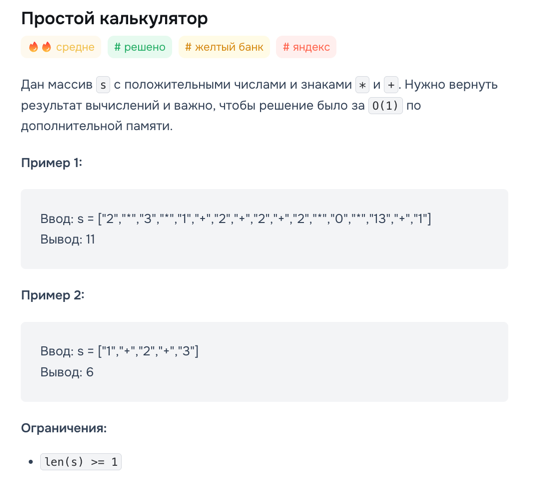 Простой калькулятор
🔥🔥 средне # решено # желтый банк # яндекс
Дан массив s с положительными числами и знаками * и +. Нужно вернуть
результат вычислений и важно, чтобы решение было за O(1) по
дополнительной памяти.
Пример 1:
Ввод: s = ["2","*","3","*","1","+","2","+","2","+","2","*","0","*","13","+","1"]
Вывод: 11
Пример 2:
Ввод: s = ["1","+","2","+","3"]
Вывод: 6
Ограничения:
• len(s) >= 1